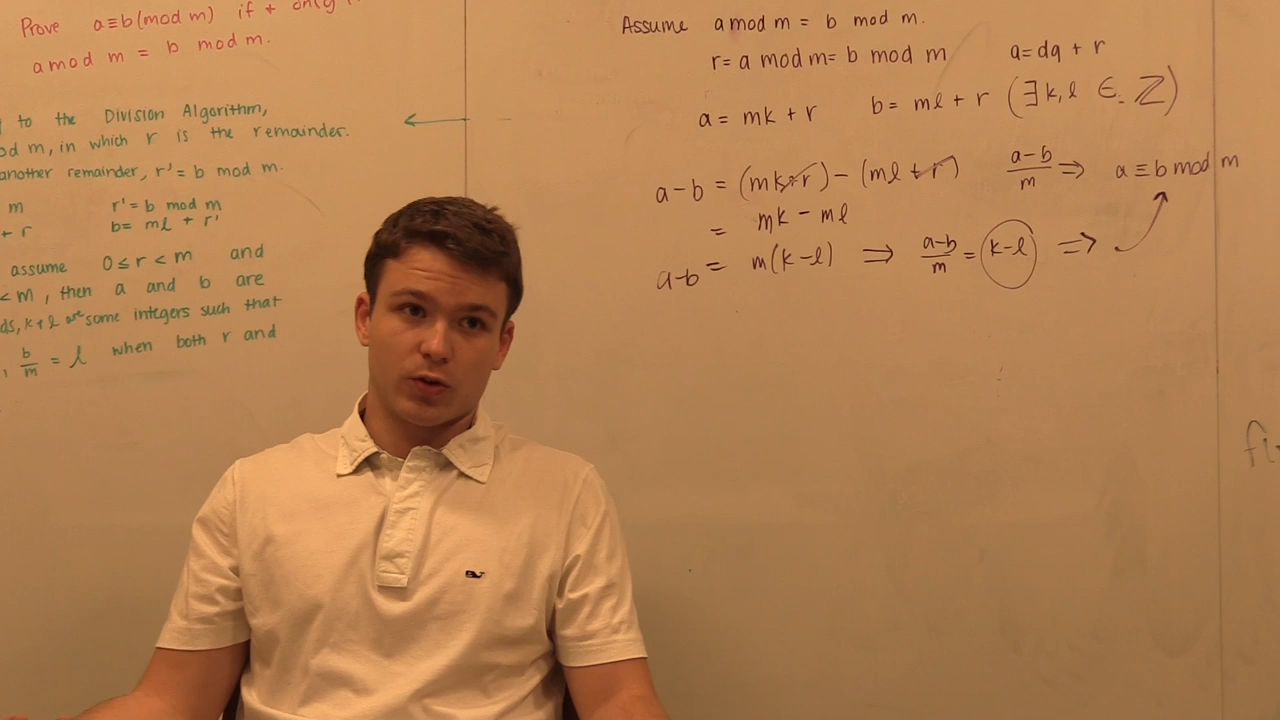 Prove a≡b(mod m) if + only
a mod m = b mod m.
to the Division Algorithm,
od m, in which r is the remainder.
another remainder, r' = b mod m.
m r' = b mod m
+ r b = ml + r'
assume 0≤r<m and
<m, then a and b are
ds, k+l are some integers such that
, b/m = l when both r and
Assume a mod m = b mod m.
r = a mod m = b mod m a = dq + r
a = mk + r b = ml + r (∃k,l ∈ ℤ)
a-b = (mk+r) - (ml+r) a-b/m ⇒ a ≡ b mod m
= mk - ml
a-b = m(k-l) ⇒ a-b/m = k-l ⇒